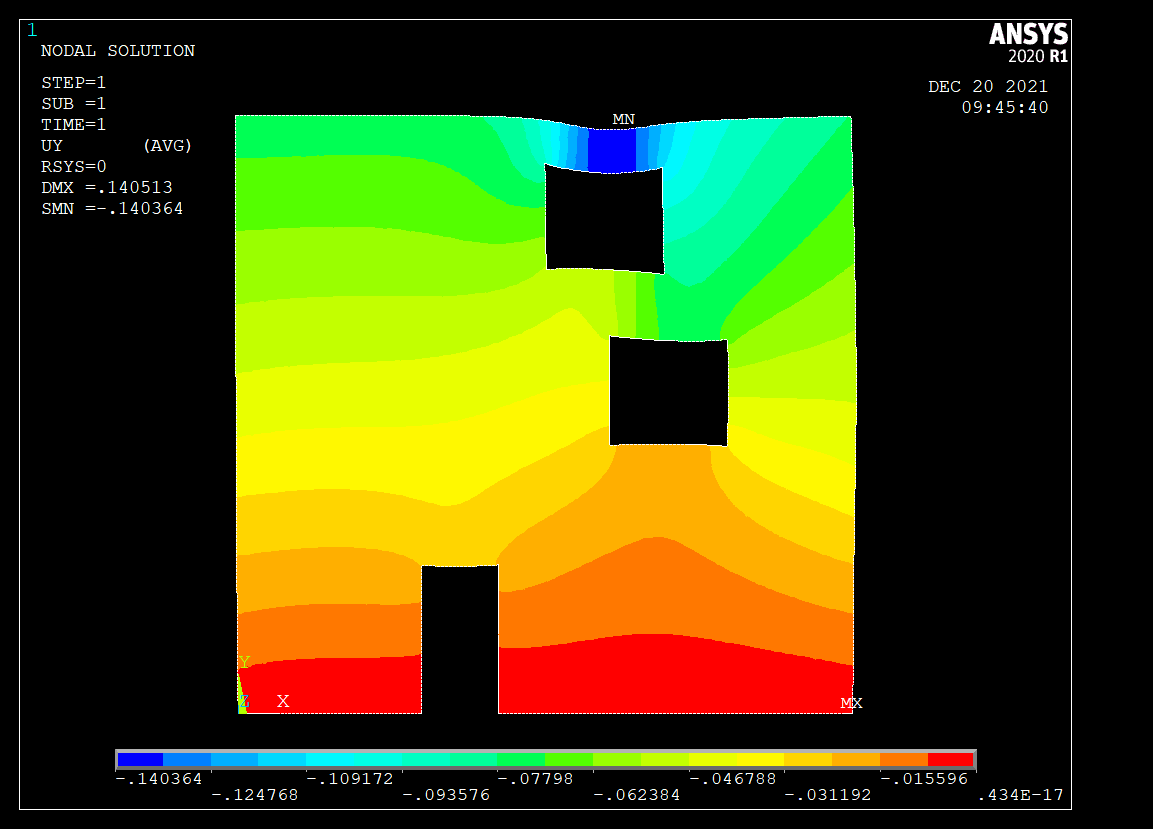 1
NODAL SOLUTION
STEP=1
SUB =1
TIME=1
UY (AVG)
RSYS=0
DMX =.140513
SMN =-.140364
ANSYS
2020 R1
DEC 20 2021
09:45:40
MN
Y
Z X
MX
-.140364 -.109172 -.07798 -.046788 -.015596
-.124768 -.093576 -.062384 -.031192 .434E-17